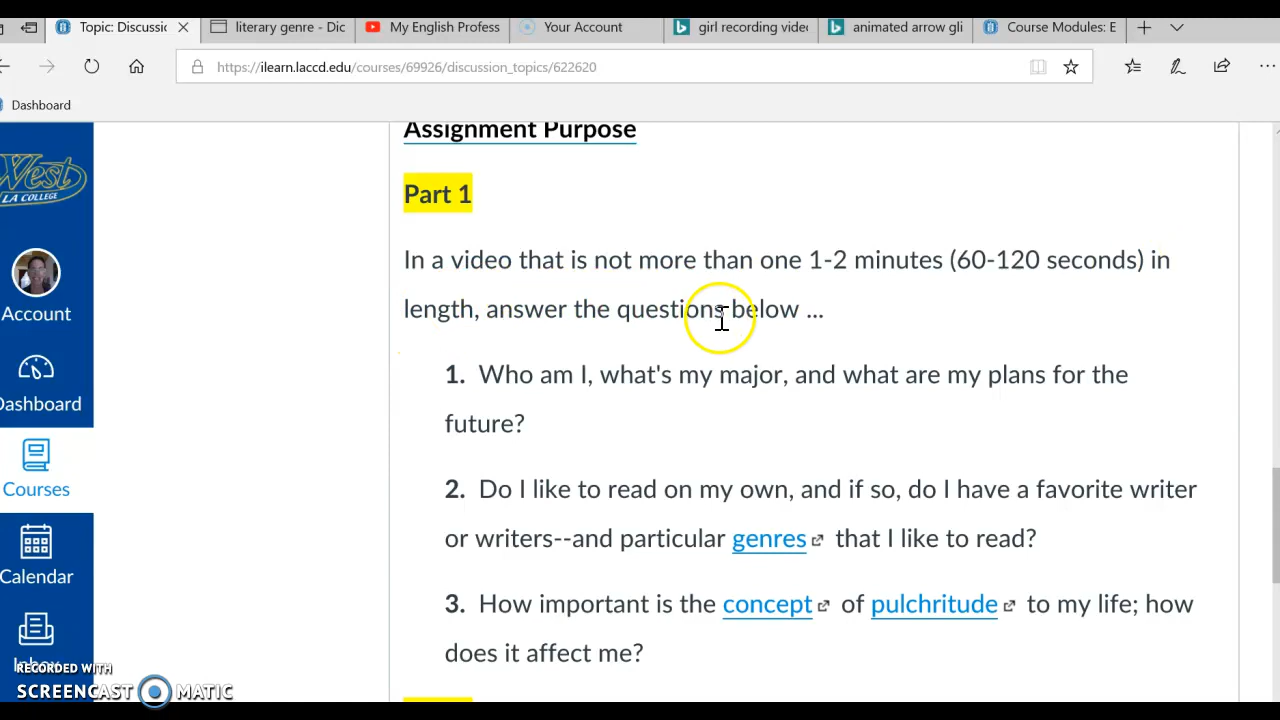 Topic: Discussic
literary genre - Dic
My English Profess
Your Account
girl recording video
animated arrow gli
Course Modules: E
https://ilearn.laccd.edu/courses/69926/discussion_topics/622620
Dashboard
West
LA COLLEGE
Account
Dashboard
Courses
Calendar
Inbox
Assignment Purpose
Part 1
In a video that is not more than one 1-2 minutes (60-120 seconds) in
length, answer the questions below ...
1. Who am I, what's my major, and what are my plans for the
future?
2. Do I like to read on my own, and if so, do I have a favorite writer
or writers--and particular genres that I like to read?
3. How important is the concept of pulchritude to my life; how
does it affect me?
RECORDED WITH
SCREENCAST MATIC